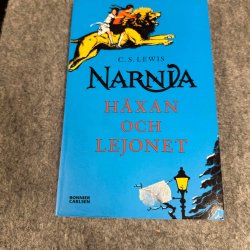 C. S. LEWIS
NARNIA
HÄXAN
OCH
LEJONET
BONNIER
CARLSEN